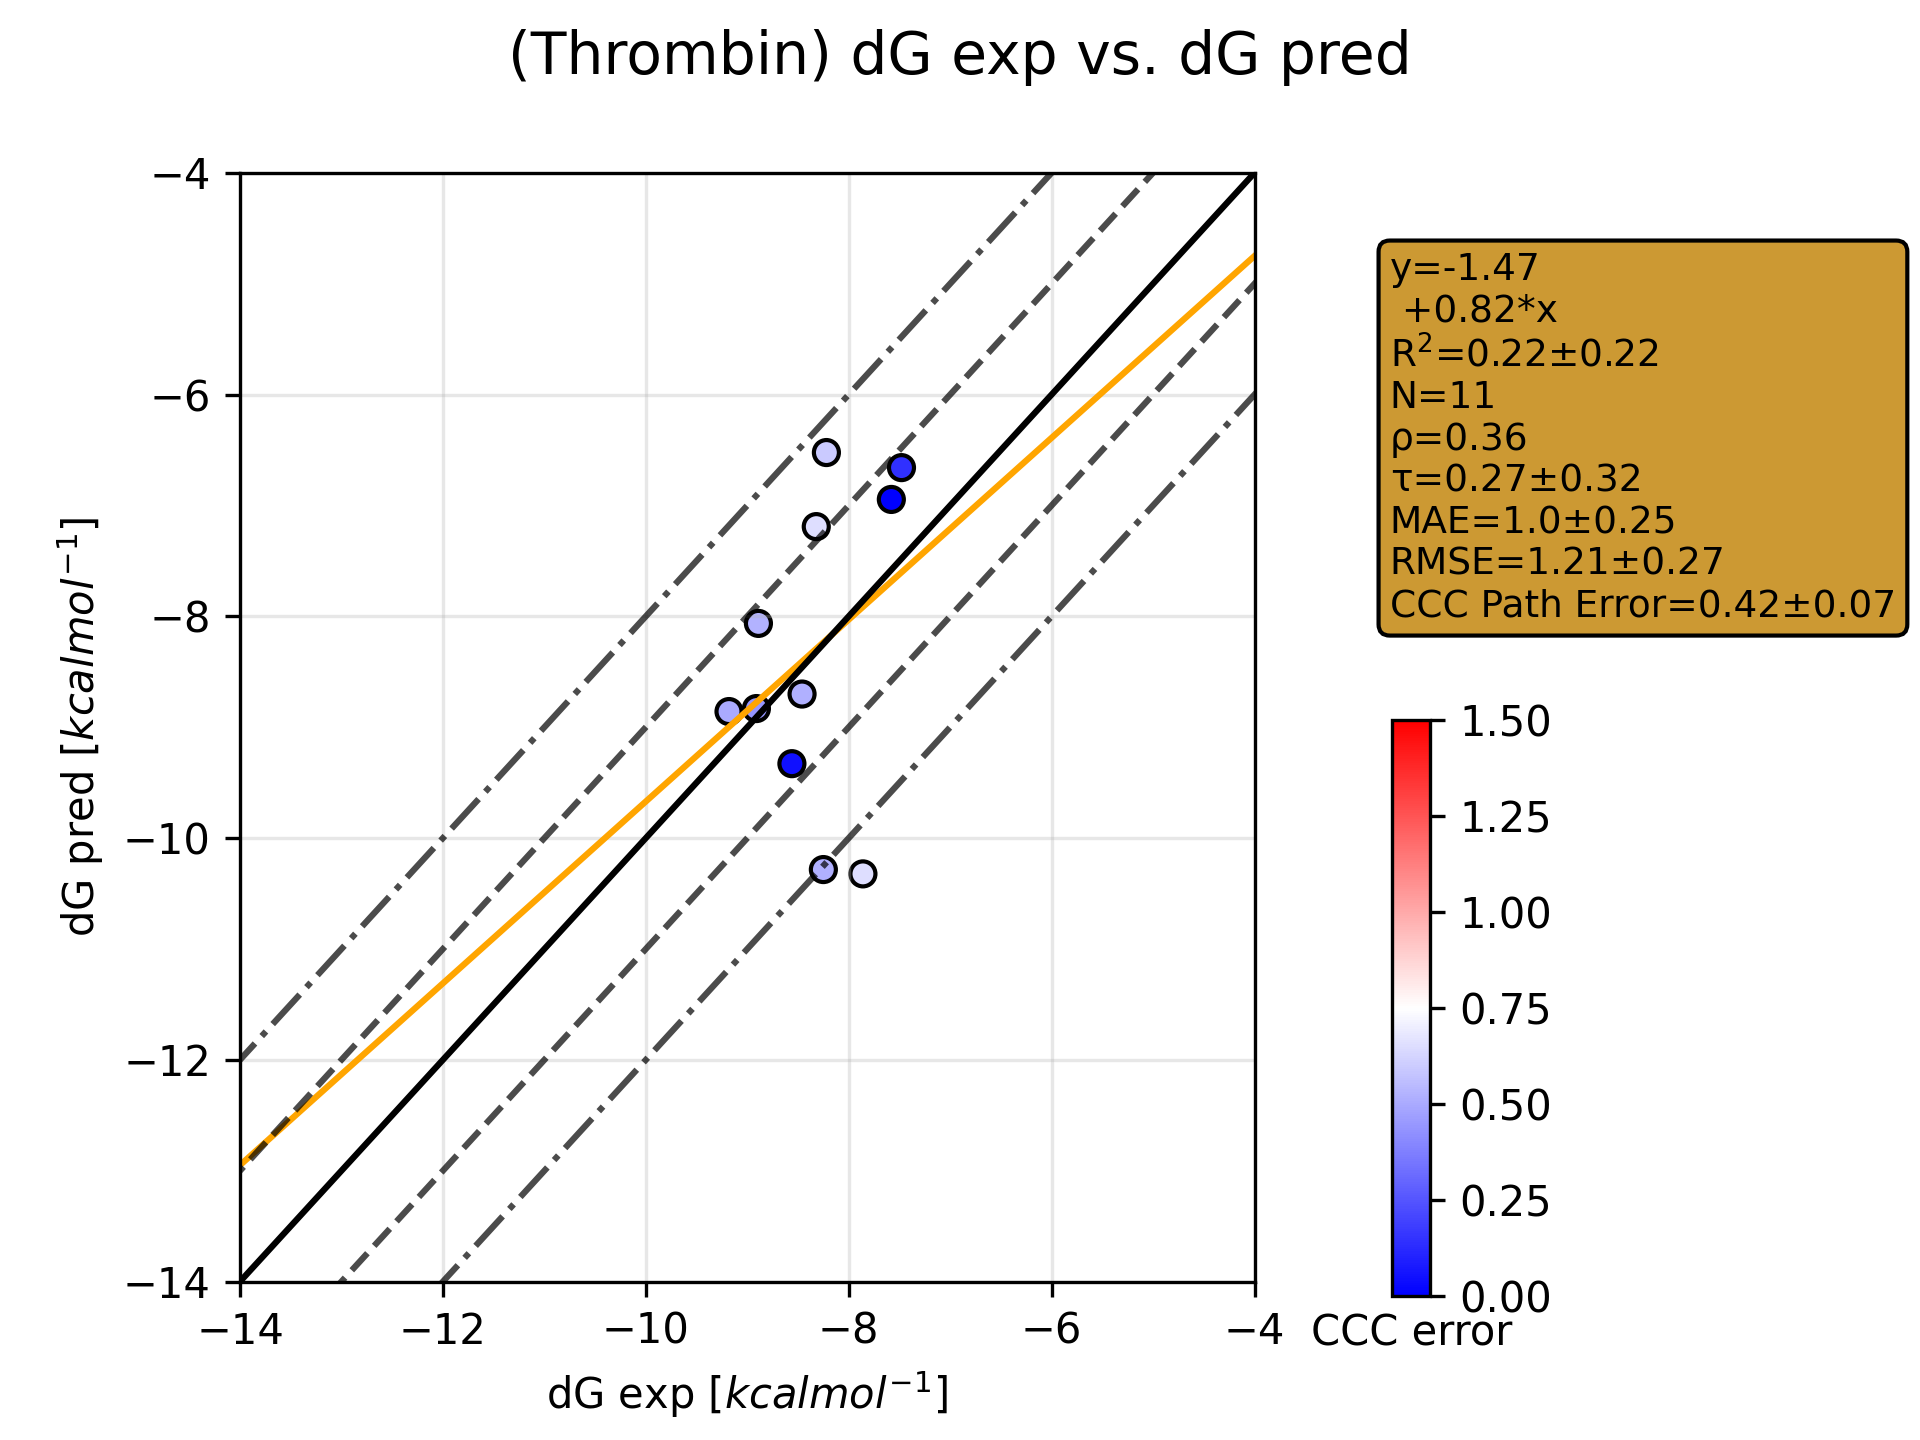 (Thrombin) dG exp vs. dG pred
−4
−6
−8
−10
−12
−14
dG pred [kcalmol⁻¹]
−14 −12 −10 −8 −6 −4
dG exp [kcalmol⁻¹]
y=-1.47
+0.82*x
R²=0.22±0.22
N=11
ρ=0.36
τ=0.27±0.32
MAE=1.0±0.25
RMSE=1.21±0.27
CCC Path Error=0.42±0.07
1.50
1.25
1.00
0.75
0.50
0.25
0.00
CCC error